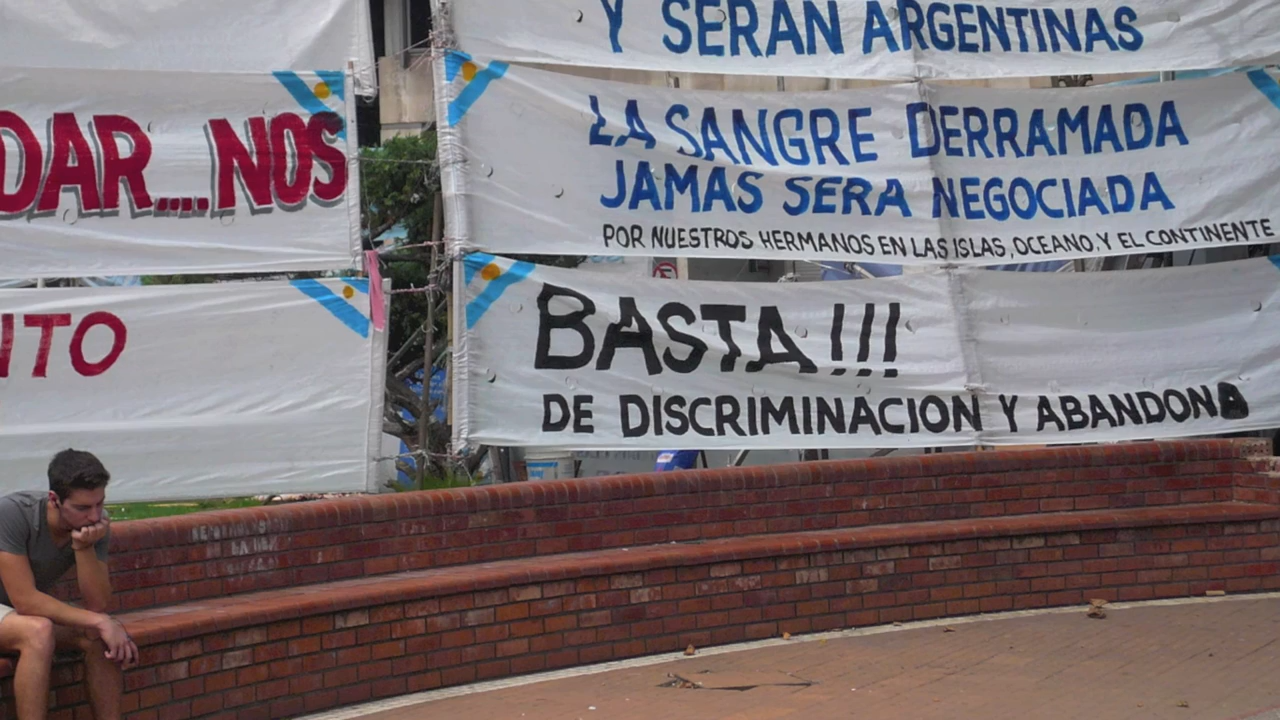 DAR....NOS
ITO
Y SERAN ARGENTINAS
LA SANGRE DERRAMADA
JAMAS SERA NEGOCIADA
POR NUESTROS HERMANOS EN LAS ISLAS, OCEANO, Y EL CONTINENTE
BASTA!!!
DE DISCRIMINACION Y ABANDONO